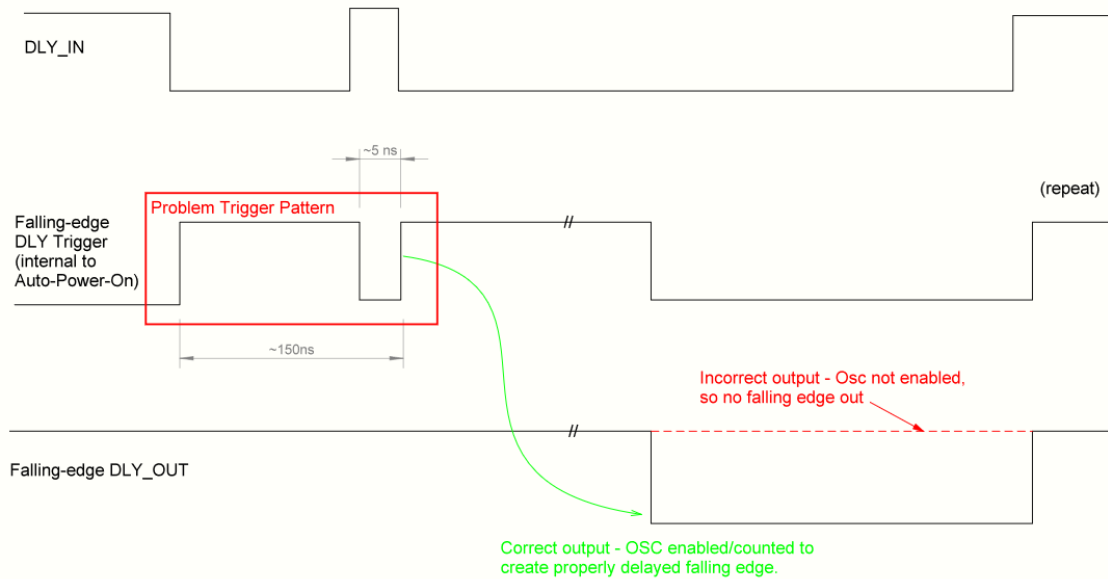 DLY_IN
~5 ns
(repeat)
Problem Trigger Pattern
Falling-edge
DLY Trigger
(internal to
Auto-Power-On)
//
~150ns
Incorrect output - Osc not enabled,
so no falling edge out
//
Falling-edge DLY_OUT
Correct output - OSC enabled/counted to
create properly delayed falling edge.